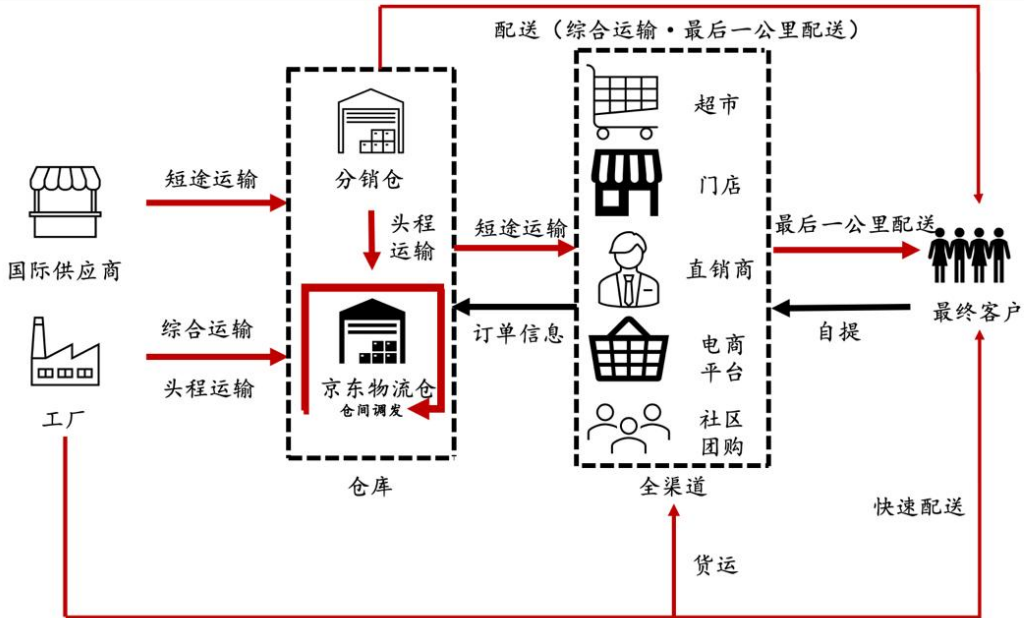 配送（综合运输·最后一公里配送）
超市
分销仓
短途运输
门店
头程
运输
短途运输
最后一公里配送
国际供应商
直销商
最终客户
综合运输
订单信息
自提
头程运输
京东物流仓
仓间调发
电商
平台
工厂
社区
团购
仓库
全渠道
快速配送
货运